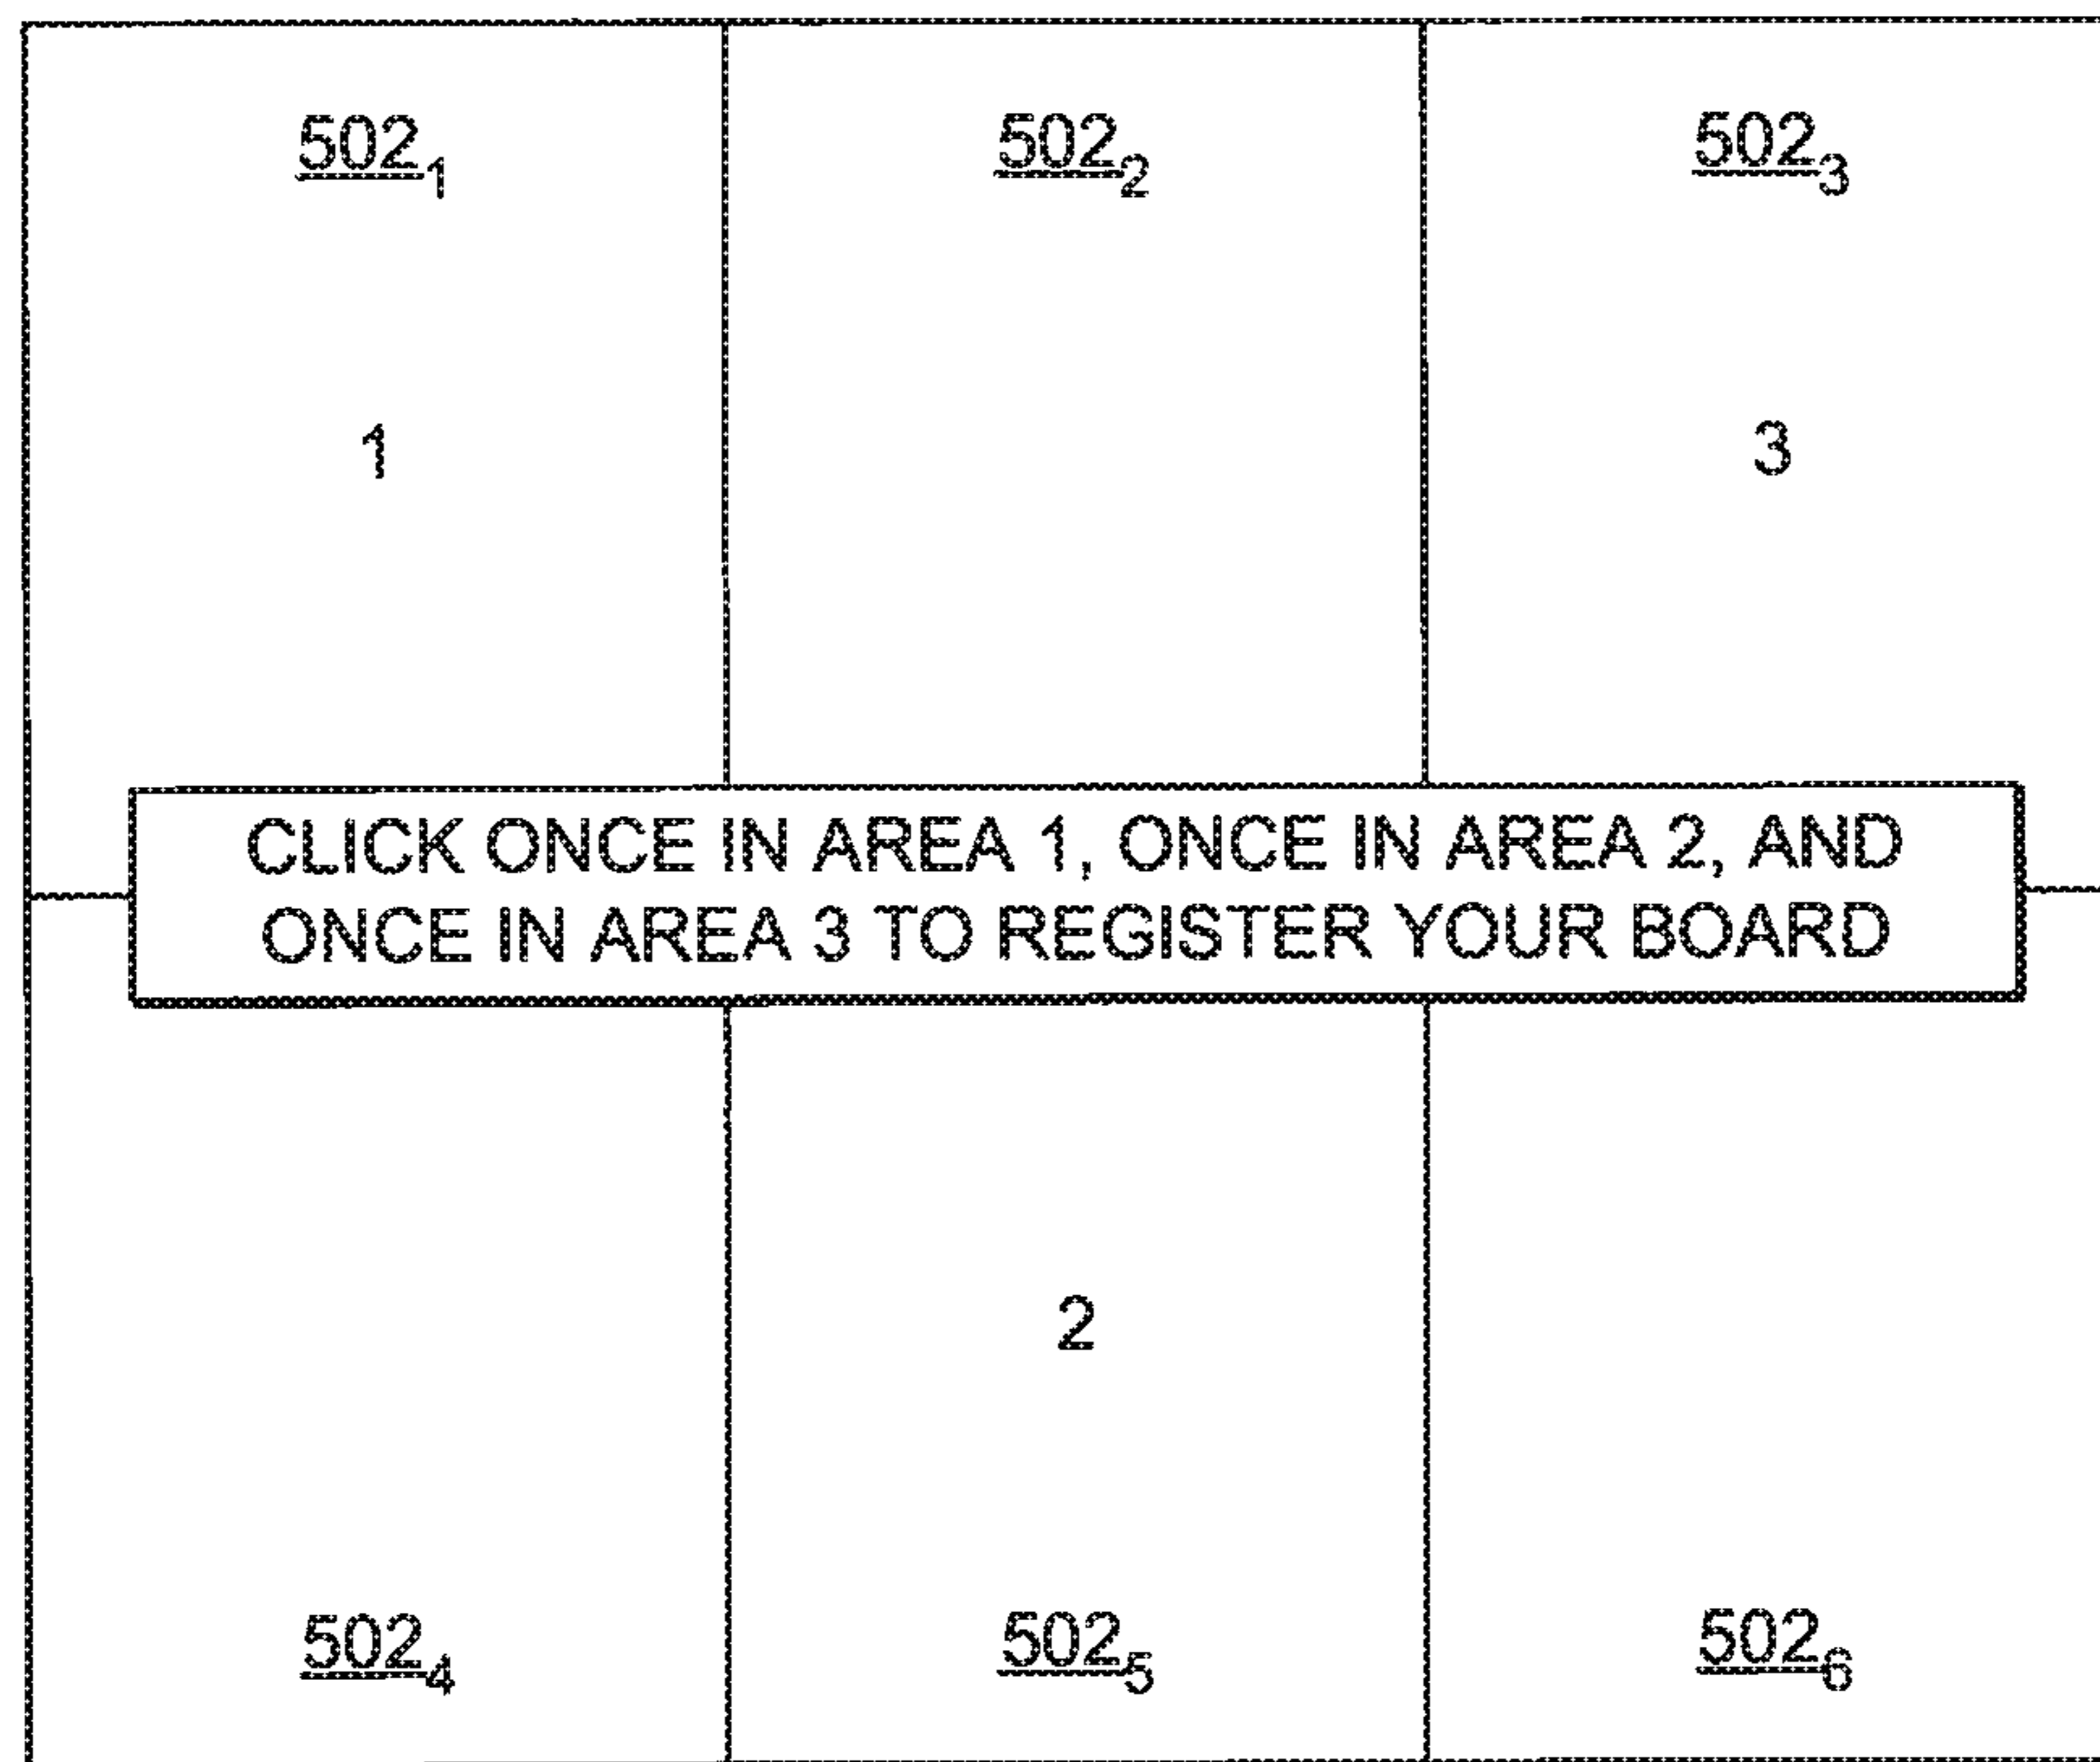 502₁ 502₂ 502₃
1 3
CLICK ONCE IN AREA 1, ONCE IN AREA 2, AND
ONCE IN AREA 3 TO REGISTER YOUR BOARD
2
502₄ 502₅ 502₆